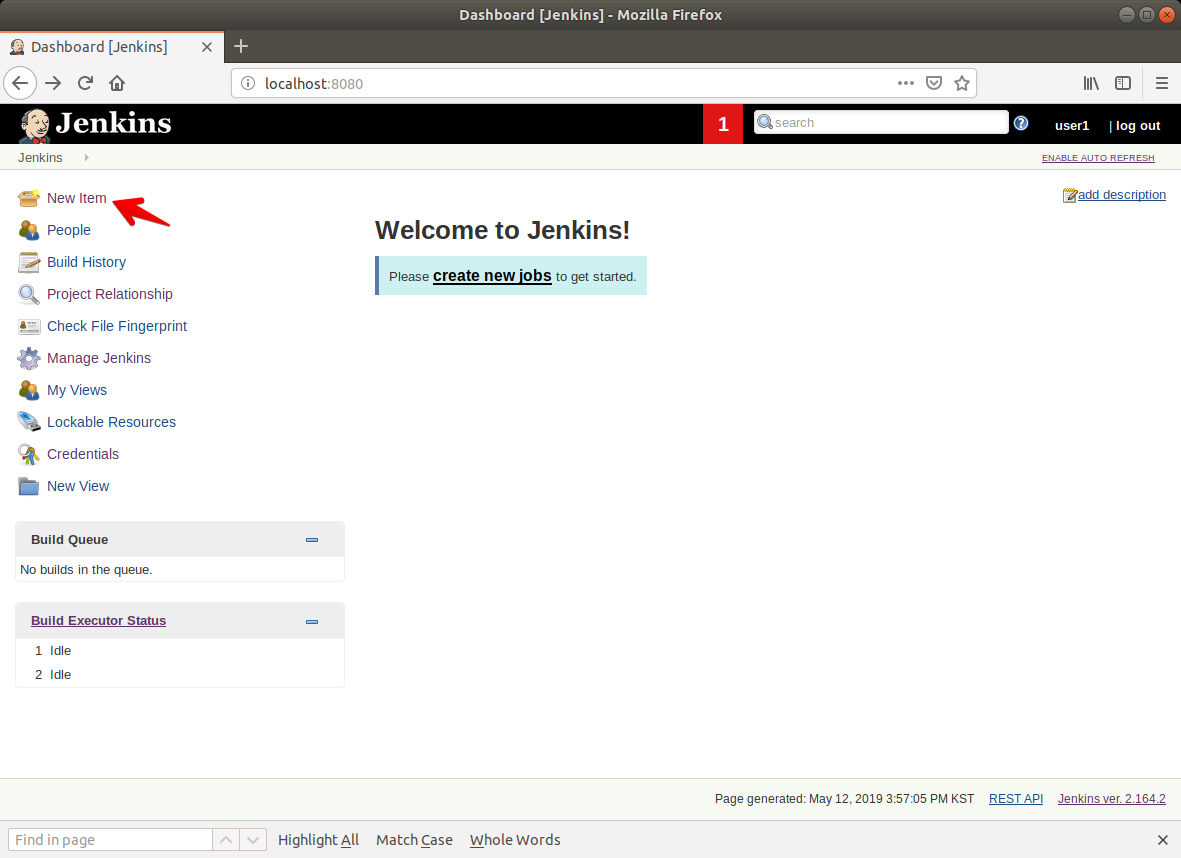 Dashboard [Jenkins] - Mozilla Firefox
Dashboard [Jenkins]
localhost:8080
Jenkins
1
search
user1
| log out
Jenkins
ENABLE AUTO REFRESH
New Item
People
Build History
Project Relationship
Check File Fingerprint
Manage Jenkins
My Views
Lockable Resources
Credentials
New View
add description
Welcome to Jenkins!
Please create new jobs to get started.
Build Queue
No builds in the queue.
Build Executor Status
1 Idle
2 Idle
Page generated: May 12, 2019 3:57:05 PM KST
REST API
Jenkins ver. 2.164.2
Find in page
Highlight All
Match Case
Whole Words